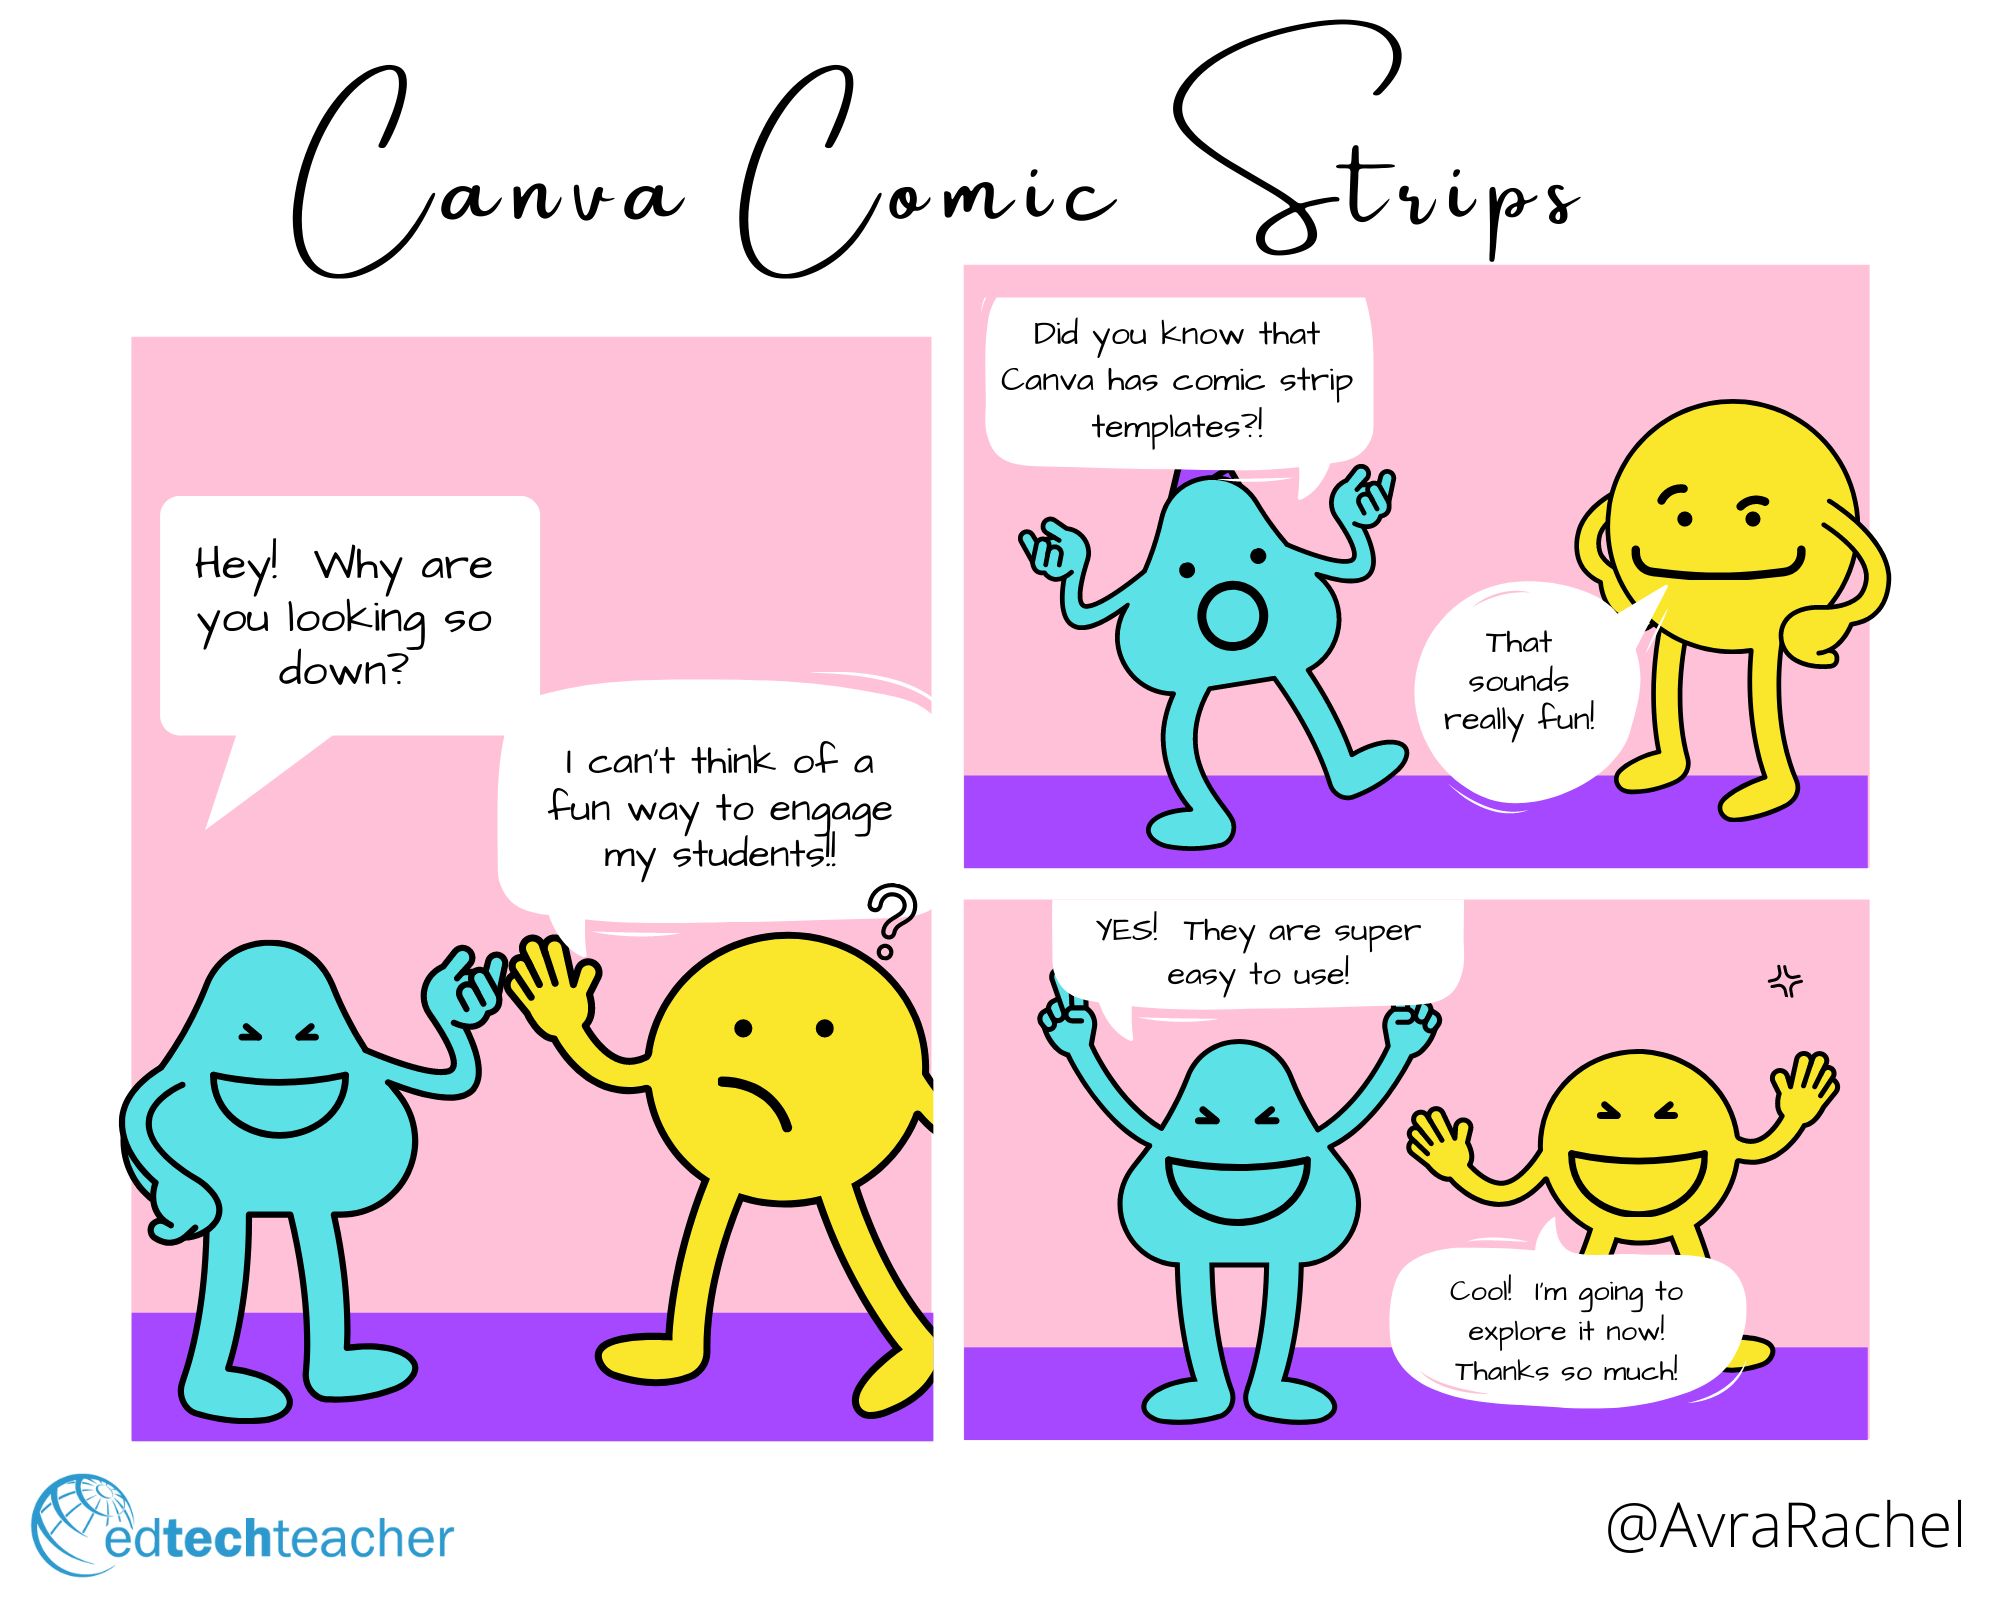 Canva Comic Strips
Hey! Why are
you looking so
down?
I can't think of a
fun way to engage
my students!!
?
Did you know that
Canva has comic strip
templates?!
That
sounds
really fun!
YES! They are super
easy to use!
Cool! I'm going to
explore it now!
Thanks so much!
edtechteacher
@AvraRachel